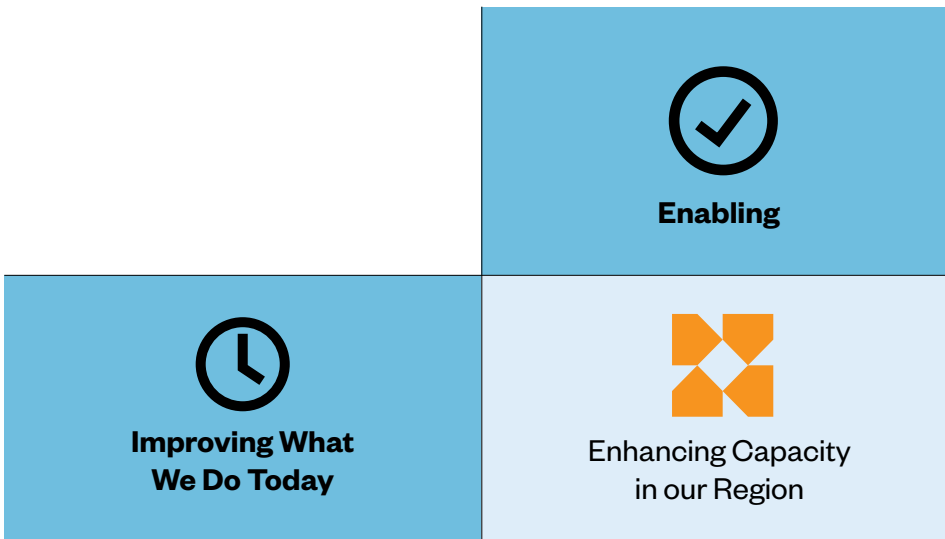 Enabling
Improving What
We Do Today
Enhancing Capacity
in our Region